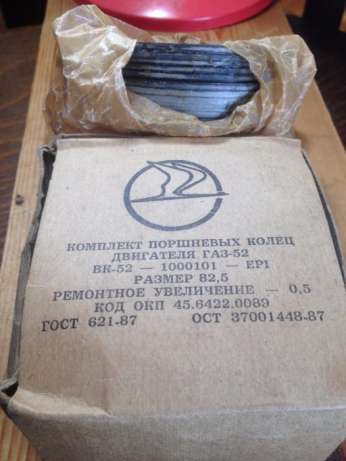 КОМПЛЕКТ ПОРШНЕВЫХ КОЛЕЦ
ДВИГАТЕЛЯ ГАЗ-52
ВК-52 — 1000101 — ЕР1
РАЗМЕР 82,5
РЕМОНТНОЕ УВЕЛИЧЕНИЕ — 0,5
КОД ОКП 45.6422.0089
ГОСТ 621-87 ОСТ 37001448-87